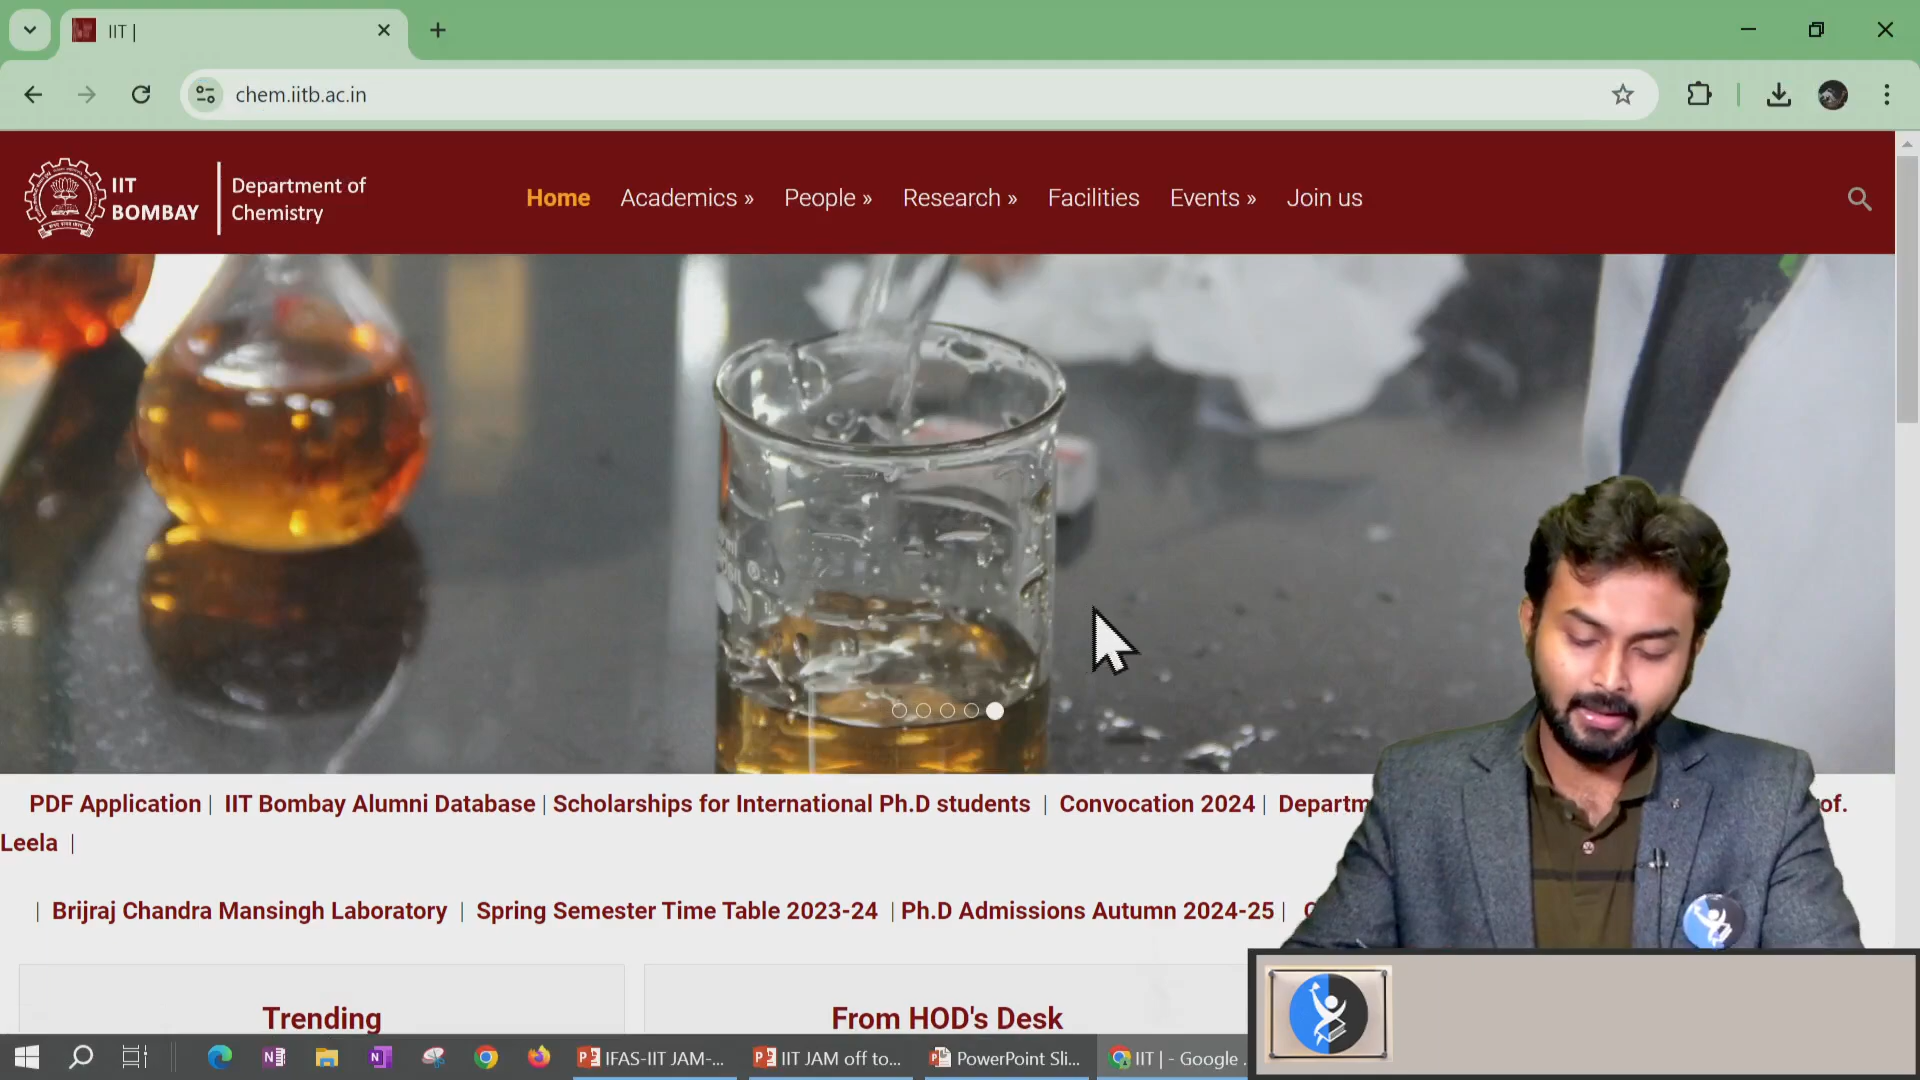 IIT |
chem.iitb.ac.in
IIT
BOMBAY
Department of
Chemistry
Home Academics » People » Research » Facilities Events » Join us
PDF Application | IIT Bombay Alumni Database | Scholarships for International Ph.D students | Convocation 2024 | of.
Leela |
| Brijraj Chandra Mansingh Laboratory | Spring Semester Time Table 2023-24 | Ph.D Admissions Autumn 2024-25 |
Trending
From HOD's Desk
IFAS-IIT JAM-...
IIT JAM off to...
PowerPoint Sli...
IIT | - Google